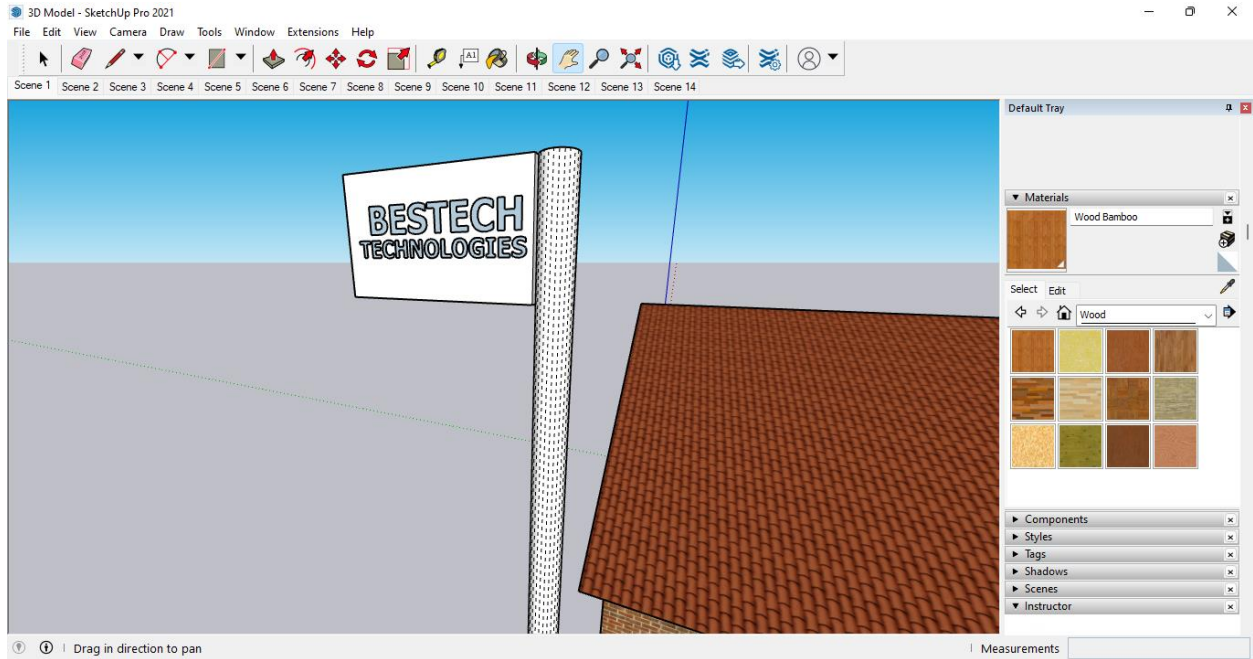 3D Model - SketchUp Pro 2021
File Edit View Camera Draw Tools Window Extensions Help
A1
Scene 1 Scene 2 Scene 3 Scene 4 Scene 5 Scene 6 Scene 7 Scene 8 Scene 9 Scene 10 Scene 11 Scene 12 Scene 13 Scene 14
BESTECH
TECHNOLOGIES
Default Tray
Materials
Wood Bamboo
Select Edit
Wood
Components
Styles
Tags
Shadows
Scenes
Instructor
Drag in direction to pan
Measurements